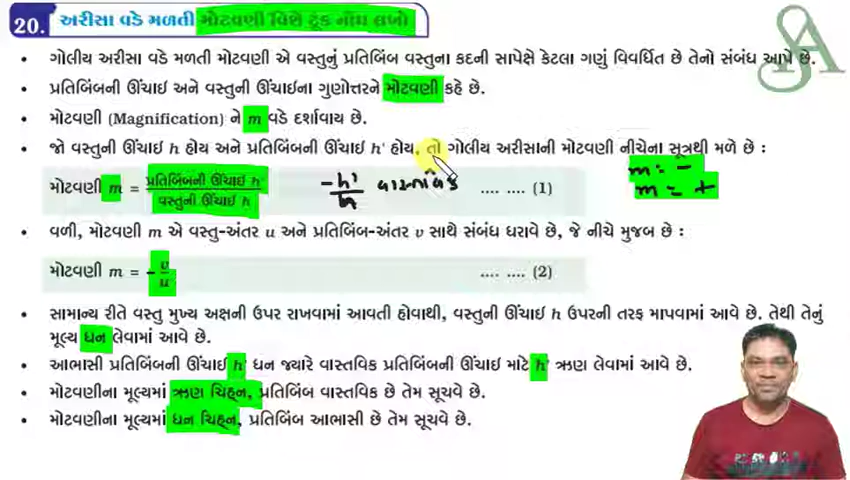 20. અરીસા વડે મળતી મોટવણી વિશે ટૂંક નોંધ લખો
• ગોલીય અરીસા વડે મળતી મોટવણી એ વસ્તુનું પ્રતિબિંબ વસ્તુના કદની સાપેક્ષે કેટલા ગણું વિવર્ધિત છે તેનો સંબંધ આપે છે.
• પ્રતિબિંબની ઊંચાઈ અને વસ્તુની ઊંચાઈના ગુણોત્તરને મોટવણી કહે છે.
• મોટવણી (Magnification) ને m વડે દર્શાવાય છે.
• જો વસ્તુની ઊંચાઈ h હોય અને પ્રતિબિંબની ઊંચાઈ h' હોય, તો ગોલીય અરીસાની મોટવણી નીચેના સૂત્રથી મળે છે :
m = -
m = +
મોટવણી m = પ્રતિબિંબની ઊંચાઈ h' / વસ્તુની ઊંચાઈ h -h'/h .... .... (1)
• વળી, મોટવણી m એ વસ્તુ-અંતર u અને પ્રતિબિંબ-અંતર v સાથે સંબંધ ધરાવે છે, જે નીચે મુજબ છે :
મોટવણી m = - v/u .... .... (2)
• સામાન્ય રીતે વસ્તુ મુખ્ય અક્ષની ઉપર રાખવામાં આવતી હોવાથી, વસ્તુની ઊંચાઈ h ઉપરની તરફ માપવામાં આવે છે. તેથી તેનું
મૂલ્ય ધન લેવામાં આવે છે.
• આભાસી પ્રતિબિંબની ઊંચાઈ h' ધન જ્યારે વાસ્તવિક પ્રતિબિંબની ઊંચાઈ માટે h' ઋણ લેવામાં આવે છે.
• મોટવણીના મૂલ્યમાં ઋણ ચિહ્ન, પ્રતિબિંબ વાસ્તવિક છે તેમ સૂચવે છે.
• મોટવણીના મૂલ્યમાં ધન ચિહ્ન, પ્રતિબિંબ આભાસી છે તેમ સૂચવે છે.